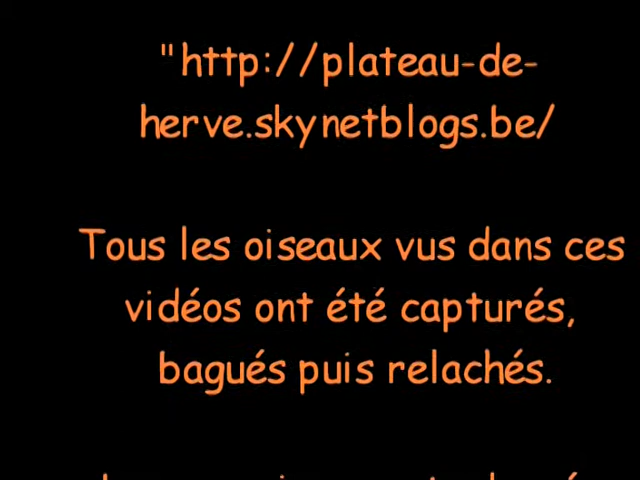 "http://plateau-de-
herve.skynetblogs.be/
Tous les oiseaux vus dans ces
vidéos ont été capturés,
bagués puis relachés.